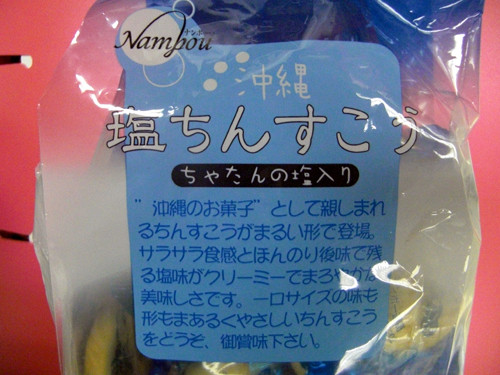 ナンポー
Nampou
沖縄
塩ちんすこう
ちゃたんの塩入り
"沖縄のお菓子"として親しまれ
るちんすこうがまるい形で登場。
サラサラ食感とほんのり後味で残
る塩味がクリーミーでまろやかな
美味しさです。一口サイズの味も
形もまあるくやさしいちんすこう
をどうぞ、御賞味下さい。